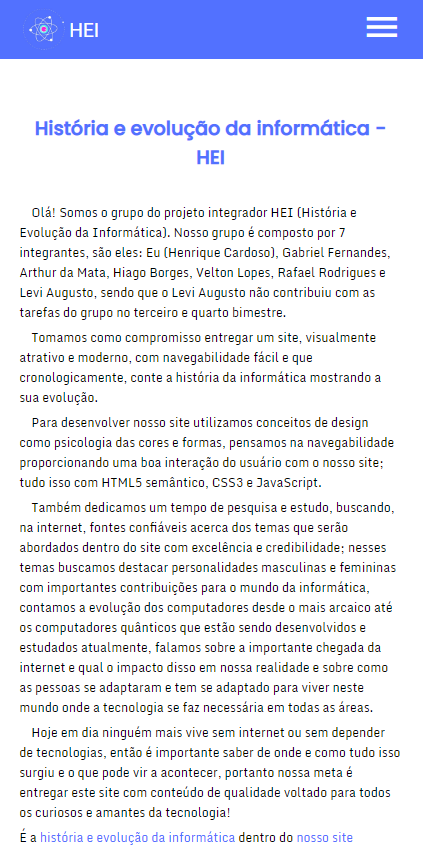 HEI
História e evolução da informática -
HEI
Olá! Somos o grupo do projeto integrador HEI (História e
Evolução da Informática). Nosso grupo é composto por 7
integrantes, são eles: Eu (Henrique Cardoso), Gabriel Fernandes,
Arthur da Mata, Hiago Borges, Velton Lopes, Rafael Rodrigues e
Levi Augusto, sendo que o Levi Augusto não contribuiu com as
tarefas do grupo no terceiro e quarto bimestre.
Tomamos como compromisso entregar um site, visualmente
atrativo e moderno, com navegabilidade fácil e que
cronologicamente, conte a história da informática mostrando a
sua evolução.
Para desenvolver nosso site utilizamos conceitos de design
como psicologia das cores e formas, pensamos na navegabilidade
proporcionando uma boa interação do usuário com o nosso site;
tudo isso com HTML5 semântico, CSS3 e JavaScript.
Também dedicamos um tempo de pesquisa e estudo, buscando,
na internet, fontes confiáveis acerca dos temas que serão
abordados dentro do site com excelência e credibilidade; nesses
temas buscamos destacar personalidades masculinas e femininas
com importantes contribuições para o mundo da informática,
contamos a evolução dos computadores desde o mais arcaico até
os computadores quânticos que estão sendo desenvolvidos e
estudados atualmente, falamos sobre a importante chegada da
internet e qual o impacto disso em nossa realidade e sobre como
as pessoas se adaptaram e tem se adaptado para viver neste
mundo onde a tecnologia se faz necessária em todas as áreas.
Hoje em dia ninguém mais vive sem internet ou sem depender
de tecnologias, então é importante saber de onde e como tudo isso
surgiu e o que pode vir a acontecer, portanto nossa meta é
entregar este site com conteúdo de qualidade voltado para todos
os curiosos e amantes da tecnologia!
É a história e evolução da informática dentro do nosso site